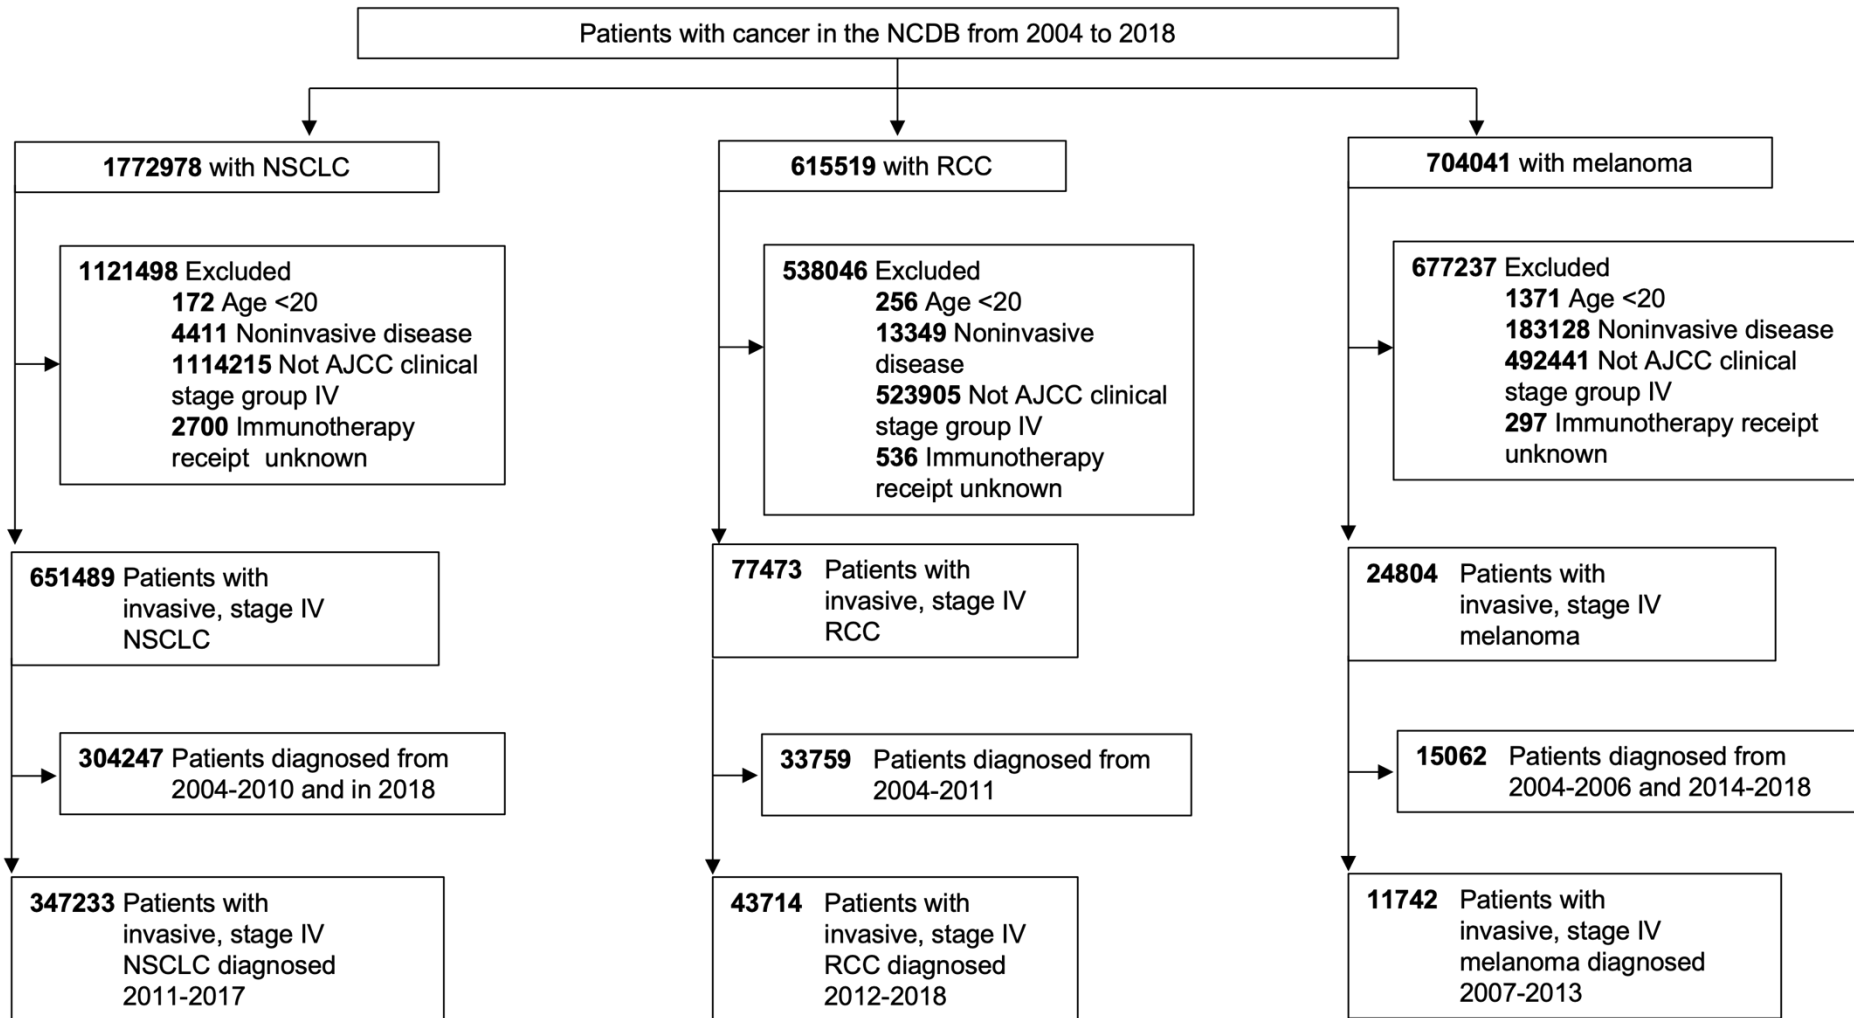 Patients with cancer in the NCDB from 2004 to 2018
1772978 with NSCLC
1121498 Excluded
172 Age <20
4411 Noninvasive disease
1114215 Not AJCC clinical
stage group IV
2700 Immunotherapy
receipt unknown
651489 Patients with
invasive, stage IV
NSCLC
304247 Patients diagnosed from
2004-2010 and in 2018
347233 Patients with
invasive, stage IV
NSCLC diagnosed
2011-2017
615519 with RCC
538046 Excluded
256 Age <20
13349 Noninvasive
disease
523905 Not AJCC clinical
stage group IV
536 Immunotherapy
receipt unknown
77473 Patients with
invasive, stage IV
RCC
33759 Patients diagnosed from
2004-2011
43714 Patients with
invasive, stage IV
RCC diagnosed
2012-2018
704041 with melanoma
677237 Excluded
1371 Age <20
183128 Noninvasive disease
492441 Not AJCC clinical
stage group IV
297 Immunotherapy receipt
unknown
24804 Patients with
invasive, stage IV
melanoma
15062 Patients diagnosed from
2004-2006 and 2014-2018
11742 Patients with
invasive, stage IV
melanoma diagnosed
2007-2013